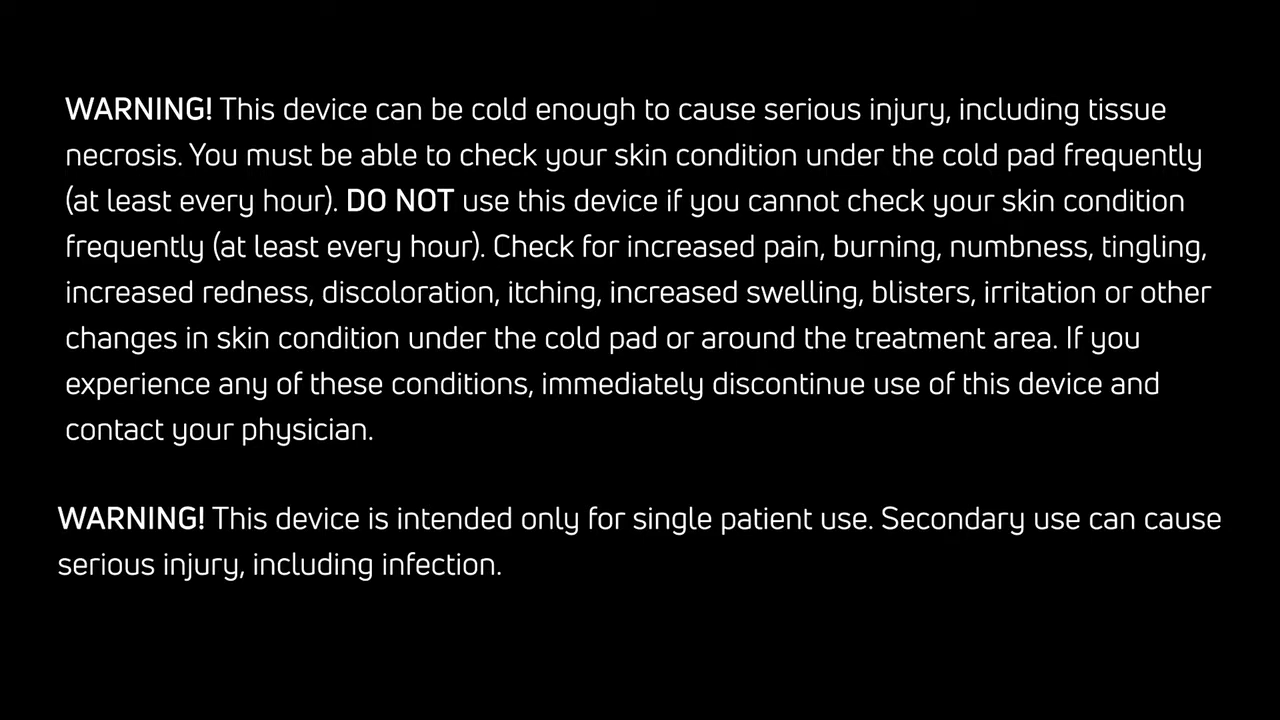 WARNING! This device can be cold enough to cause serious injury, including tissue
necrosis. You must be able to check your skin condition under the cold pad frequently
(at least every hour). DO NOT use this device if you cannot check your skin condition
frequently (at least every hour). Check for increased pain, burning, numbness, tingling,
increased redness, discoloration, itching, increased swelling, blisters, irritation or other
changes in skin condition under the cold pad or around the treatment area. If you
experience any of these conditions, immediately discontinue use of this device and
contact your physician.
WARNING! This device is intended only for single patient use. Secondary use can cause
serious injury, including infection.